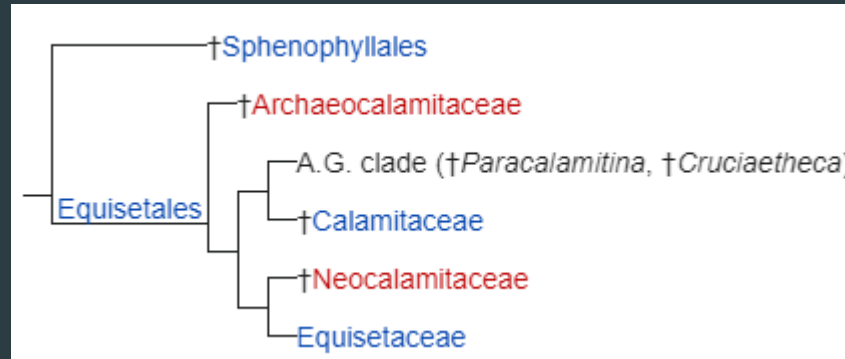 †Sphenophyllales
†Archaeocalamitaceae
A.G. clade (†Paracalamitina, †Cruciaetheca)
Equisetales
†Calamitaceae
†Neocalamitaceae
Equisetaceae